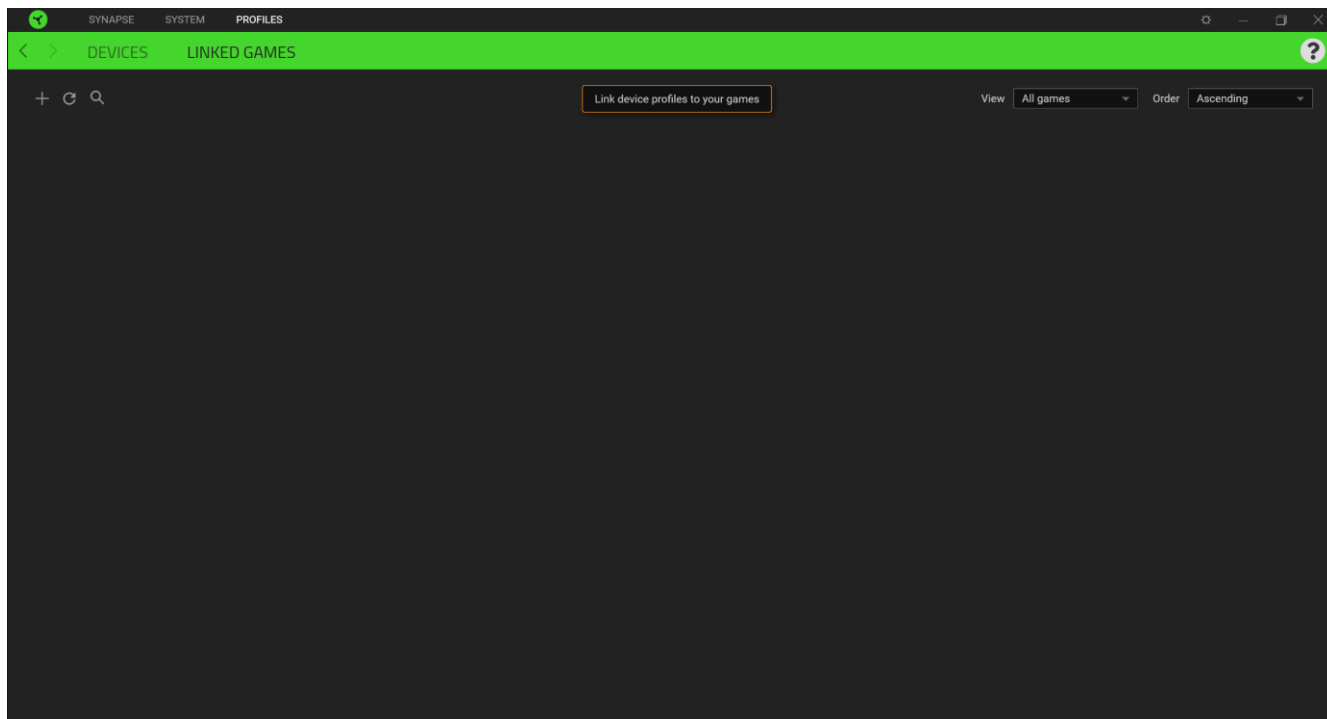 SYNAPSE SYSTEM PROFILES
DEVICES LINKED GAMES ?
Link device profiles to your games View All games Order Ascending